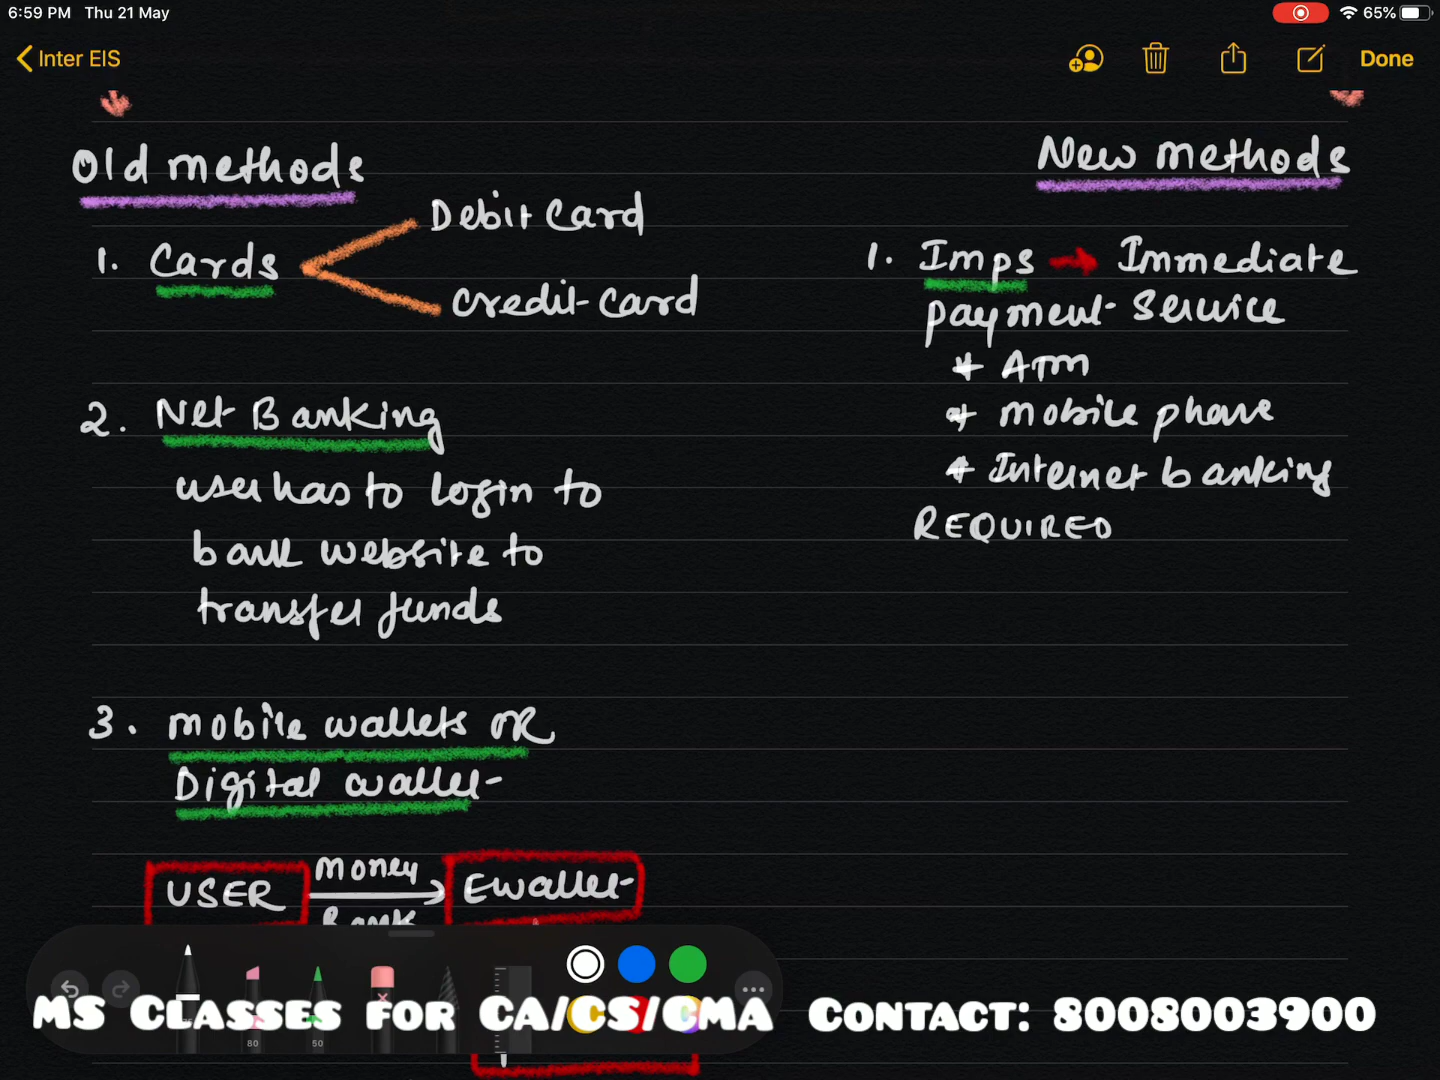 6:59 PM Thu 21 May
65%
Inter EIS
Done
Old methods
1. Cards
Debit Card
Credit Card
2. Net Banking
user has to login to
bank website to
transfer funds
3. mobile wallets OR
Digital wallet
USER
Money
Bank
Ewallet
New methods
1. Imps → Immediate
payment Service
* ATM
* mobile phone
* Internet banking
REQUIRED
80
50
MS Classes for CA/CS/CMA Contact: 8008003900